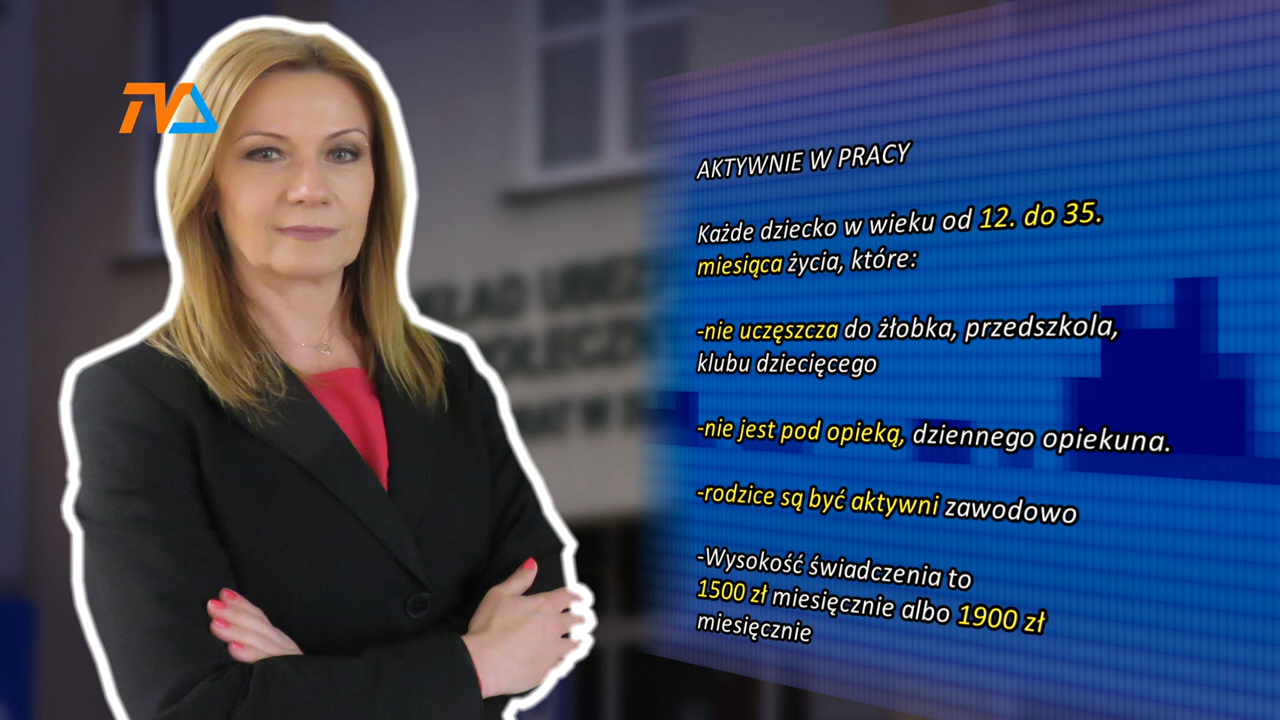 TVA
AKTYWNIE W PRACY
Każde dziecko w wieku od 12. do 35.
miesiąca życia, które:
-nie uczęszcza do żłobka, przedszkola,
klubu dziecięcego
-nie jest pod opieką, dziennego opiekuna.
-rodzice są być aktywni zawodowo
-Wysokość świadczenia to
1500 zł miesięcznie albo 1900 zł
miesięcznie